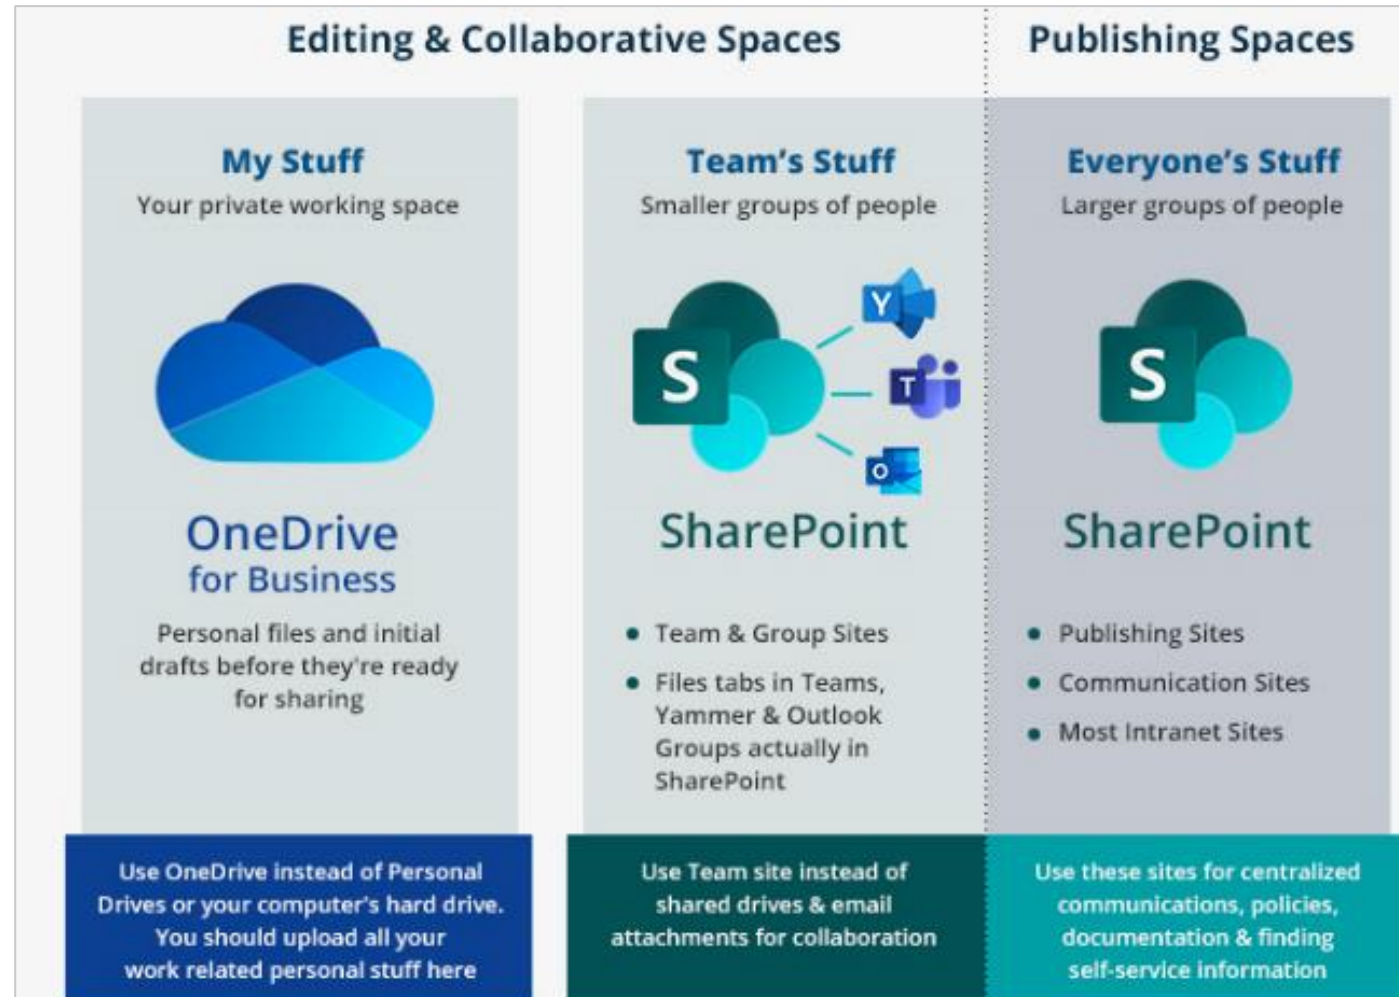 Editing & Collaborative Spaces
Publishing Spaces
My Stuff
Your private working space
OneDrive
for Business
Personal files and initial
drafts before they're ready
for sharing
Use OneDrive instead of Personal
Drives or your computer's hard drive.
You should upload all your
work related personal stuff here
Team's Stuff
Smaller groups of people
S
Y
T
O
SharePoint
• Team & Group Sites
• Files tabs in Teams,
Yammer & Outlook
Groups actually in
SharePoint
Use Team site instead of
shared drives & email
attachments for collaboration
Everyone's Stuff
Larger groups of people
S
SharePoint
• Publishing Sites
• Communication Sites
• Most Intranet Sites
Use these sites for centralized
communications, policies,
documentation & finding
self-service information